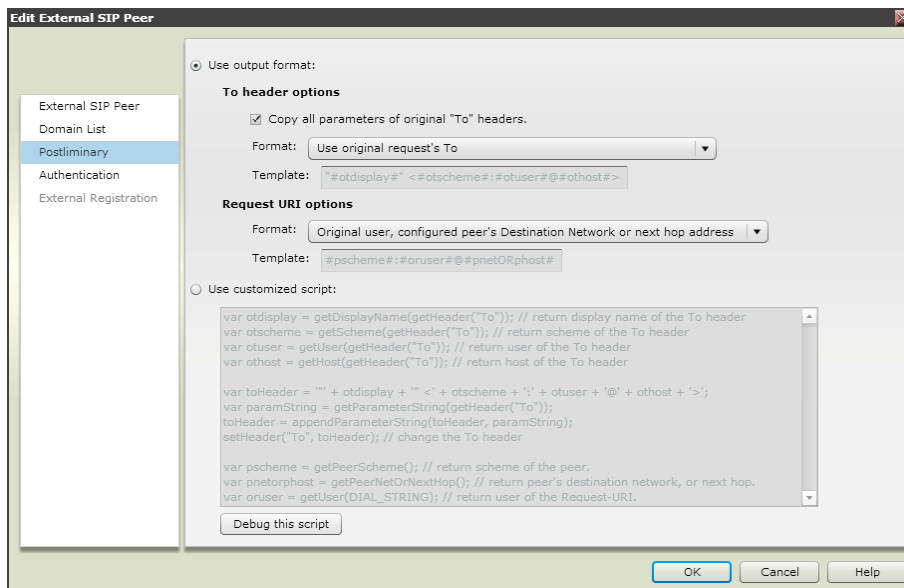 Edit External SIP Peer
External SIP Peer
Domain List
Postliminary
Authentication
External Registration
Use output format:
To header options
Copy all parameters of original "To" headers.
Format: Use original request's To
Template: "#otdisplay#" <#otscheme#:#otuser#@#othost#>
Request URI options
Format: Original user, configured peer's Destination Network or next hop address
Template: #pscheme#:#oruser#@#pnetORphost#
Use customized script:
var otdisplay = getDisplayName(getHeader("To")); // return display name of the To header
var otscheme = getScheme(getHeader("To")); // return scheme of the To header
var otuser = getUser(getHeader("To")); // return user of the To header
var othost = getHost(getHeader("To")); // return host of the To header
var toHeader = '"' + otdisplay + '" <' + otscheme + ':' + otuser + '@' + othost + '>';
var paramString = getParameterString(getHeader("To"));
toHeader = appendParameterString(toHeader, paramString);
setHeader("To", toHeader); // change the To header
var pscheme = getPeerScheme(); // return scheme of the peer.
var pnetorphost = getPeerNetOrNextHop(); // return peer's destination network, or next hop.
var oruser = getUser(DIAL_STRING); // return user of the Request-URI.
Debug this script
OK Cancel Help